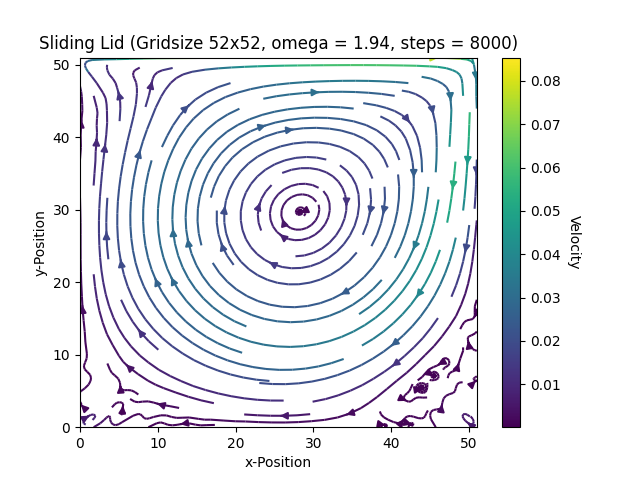 Sliding Lid (Gridsize 52x52, omega = 1.94, steps = 8000)
50
40
30
20
10
0
y-Position
0 10 20 30 40 50
x-Position
0.08
0.07
0.06
0.05
0.04
0.03
0.02
0.01
Velocity